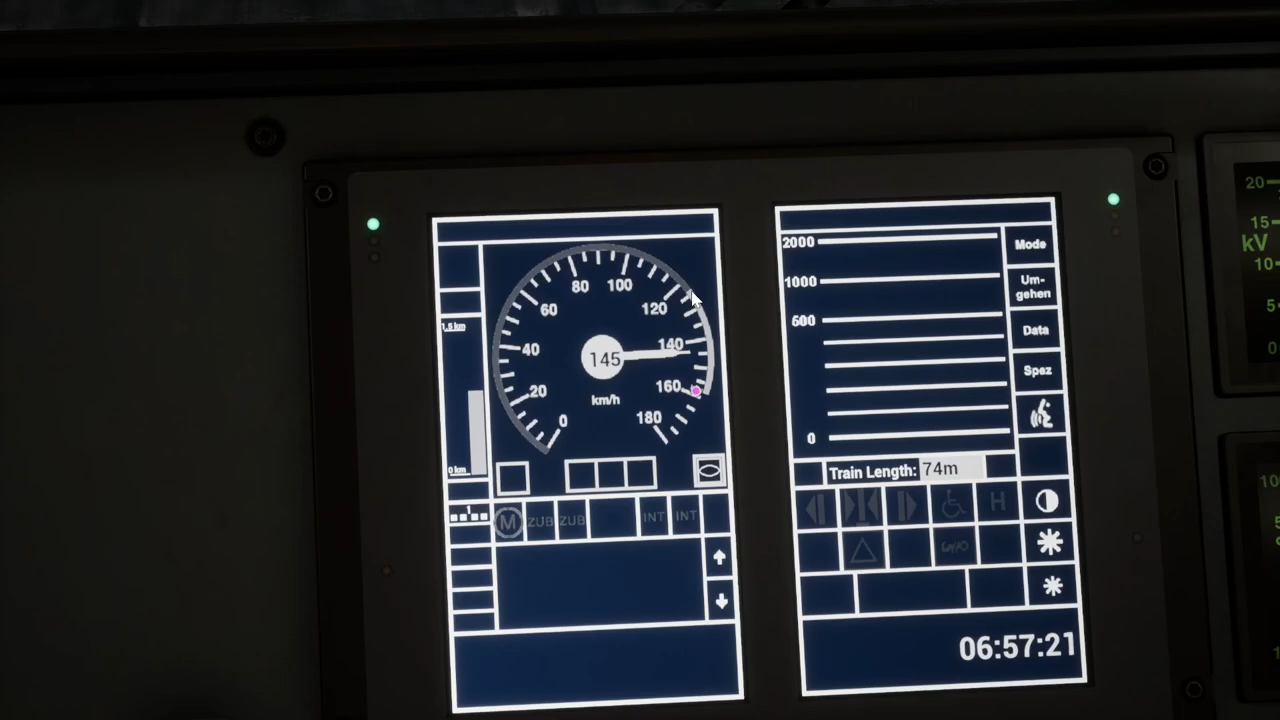 1,5 km
0 km
80
100
60
120
40
145
140
20
km/h
160
0
180
M
ZUB
ZUB
INT
INT
1
2000
Mode
1000
Um-
gehen
500
Data
Spez
0
Train Length: 74m
H
06:57:21
20
15
kV
10
5
0
10